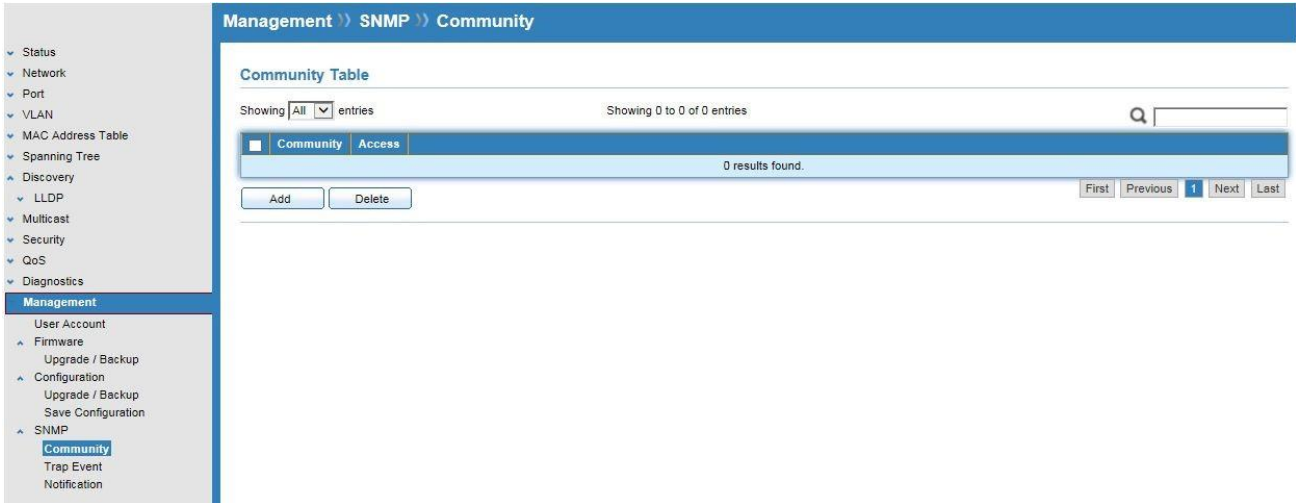 Management » SNMP » Community
Status
Network
Port
VLAN
MAC Address Table
Spanning Tree
Discovery
LLDP
Multicast
Security
QoS
Diagnostics
Management
User Account
Firmware
Upgrade / Backup
Configuration
Upgrade / Backup
Save Configuration
SNMP
Community
Trap Event
Notification
Community Table
Showing All entries
Showing 0 to 0 of 0 entries
Community Access
0 results found.
Add Delete
First Previous 1 Next Last